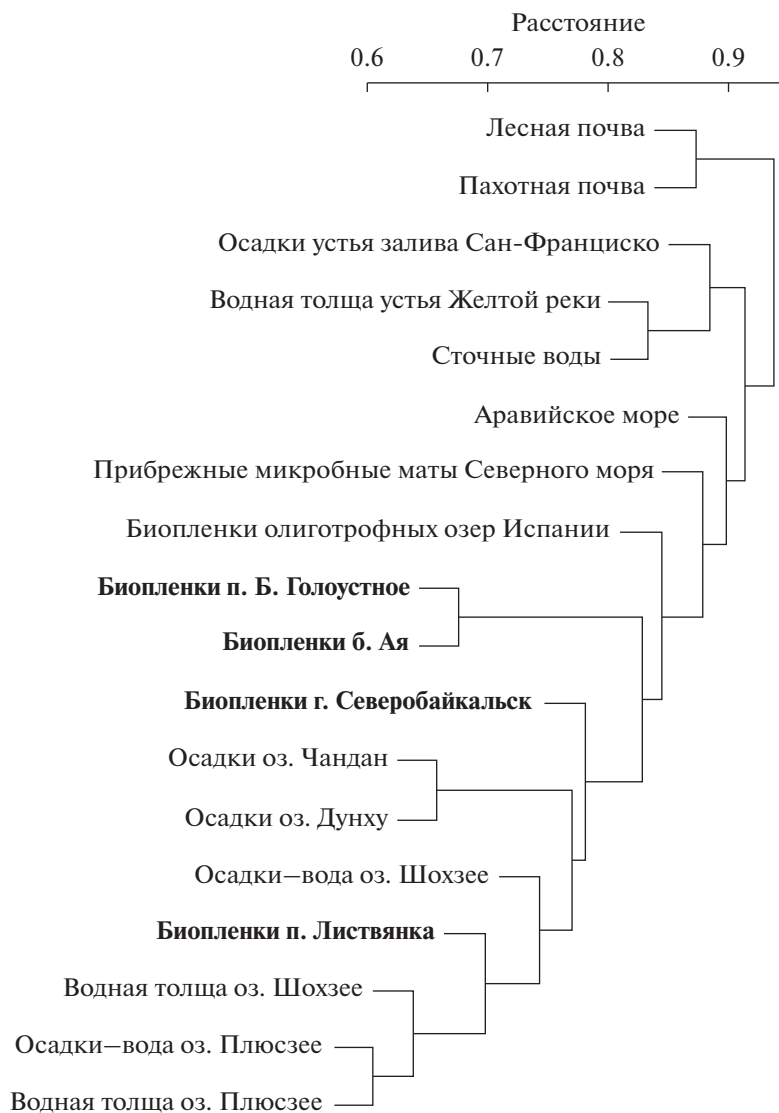 Расстояние
0.6 0.7 0.8 0.9
Лесная почва
Пахотная почва
Осадки устья залива Сан-Франциско
Водная толща устья Желтой реки
Сточные воды
Аравийское море
Прибрежные микробные маты Северного моря
Биопленки олиготрофных озер Испании
Биопленки п. Б. Голоустное
Биопленки б. Ая
Биопленки г. Северобайкальск
Осадки оз. Чандан
Осадки оз. Дунху
Осадки–вода оз. Шохзее
Биопленки п. Листвянка
Водная толща оз. Шохзее
Осадки–вода оз. Плюсзее
Водная толща оз. Плюсзее